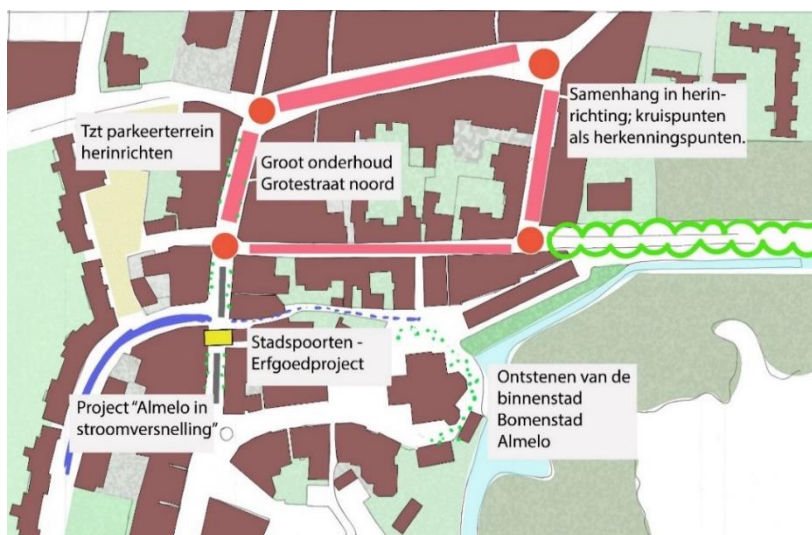 Samenhang in herin-
richting; kruispunten
als herkenningspunten.
Tzt parkeerterrein
herinrichten
Groot onderhoud
Grotestraat noord
Stadspoorten -
Erfgoedproject
Ontstenen van de
binnenstad
Bomenstad
Almelo
Project “Almelo in
stroomversnelling”